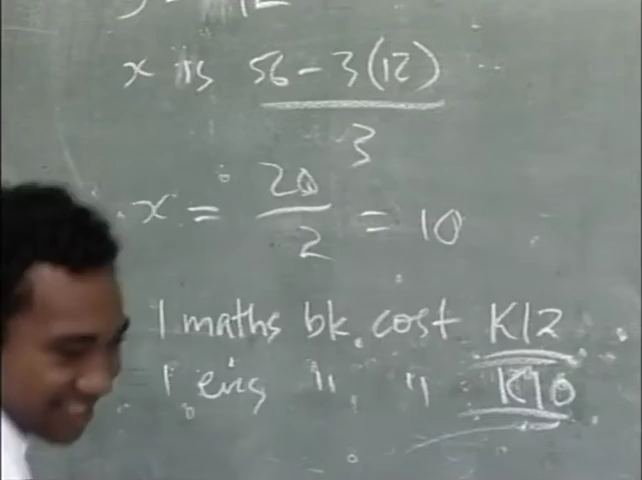 x is 56 - 3(12)
3
x = 20/2 = 10
1 maths bk. cost K12
1 eng " " K10